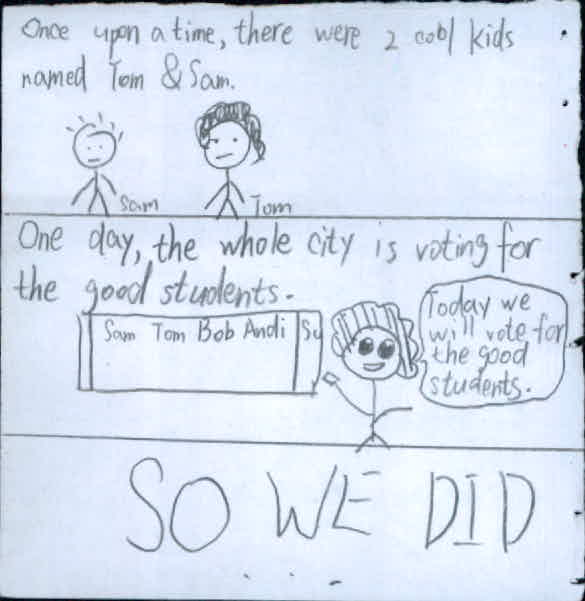 Once upon a time, there were 2 cool kids
named Tom & Sam.
Sam
Tom
One day, the whole city is voting for
the good students.
Sam Tom Bob Andi Su
Today we
will vote for
the good
students.
SO WE DID